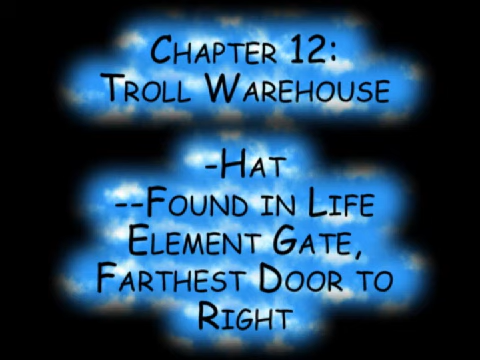 Chapter 12:
Troll Warehouse
-Hat
--Found in Life
Element Gate,
Farthest Door to
Right